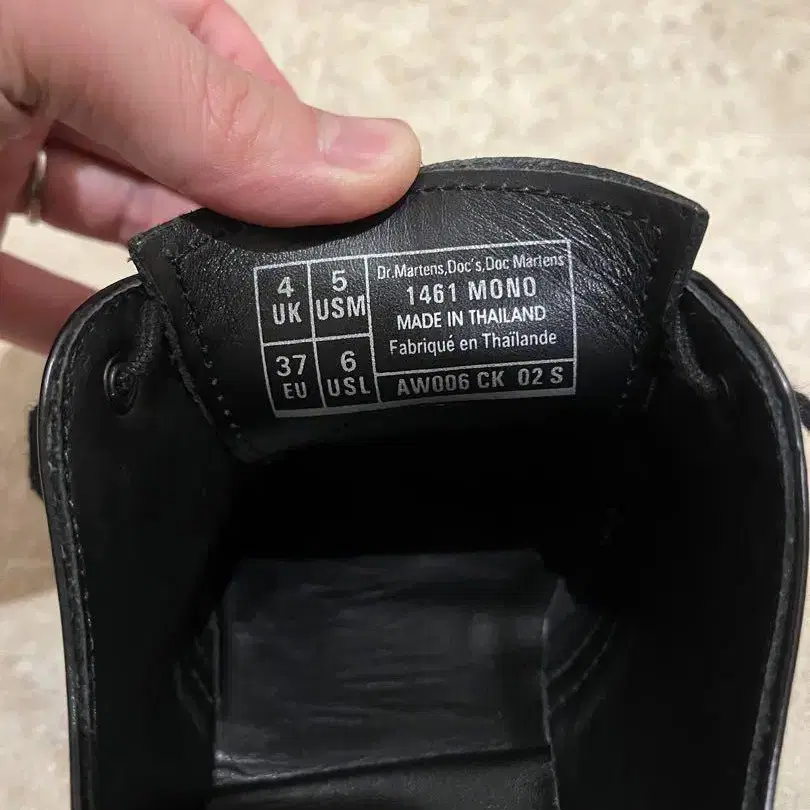 4 UK
5 USM
37 EU
6 USL
Dr.Martens,Doc's,Doc Martens
1461 MONO
MADE IN THAILAND
Fabriqué en Thaïlande
AW006 CK 02 S